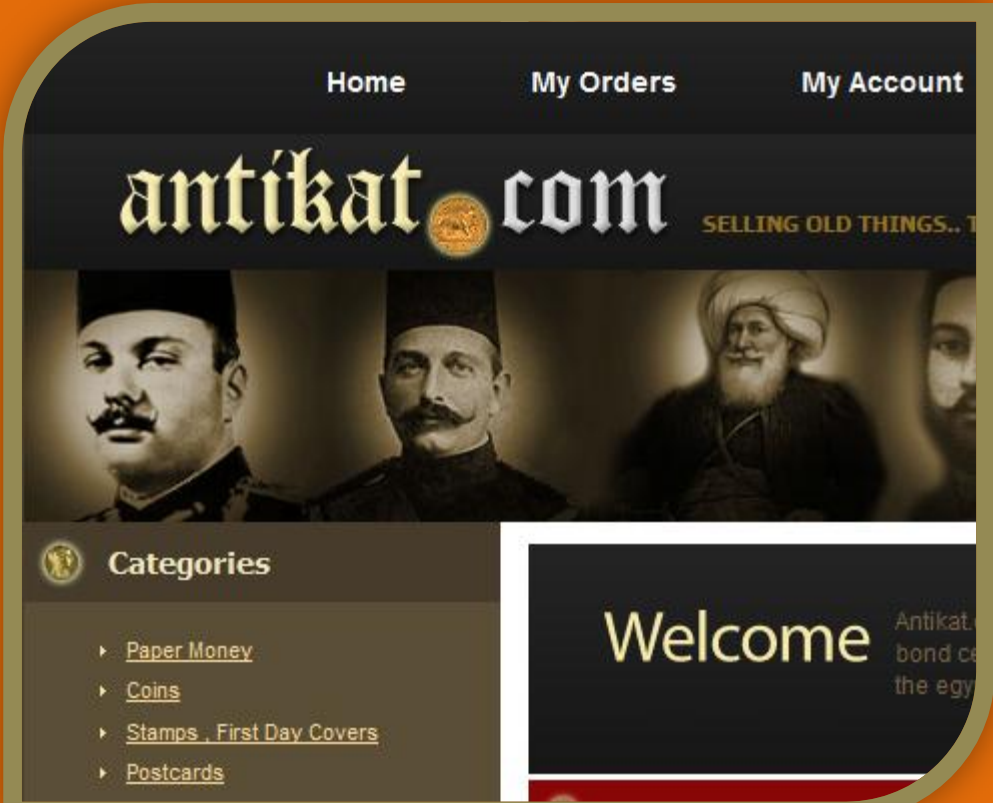 Home My Orders My Account
antikat.com
SELLING OLD THINGS..
Categories
Paper Money
Coins
Stamps , First Day Covers
Postcards
Welcome
Antikat.
bond
the